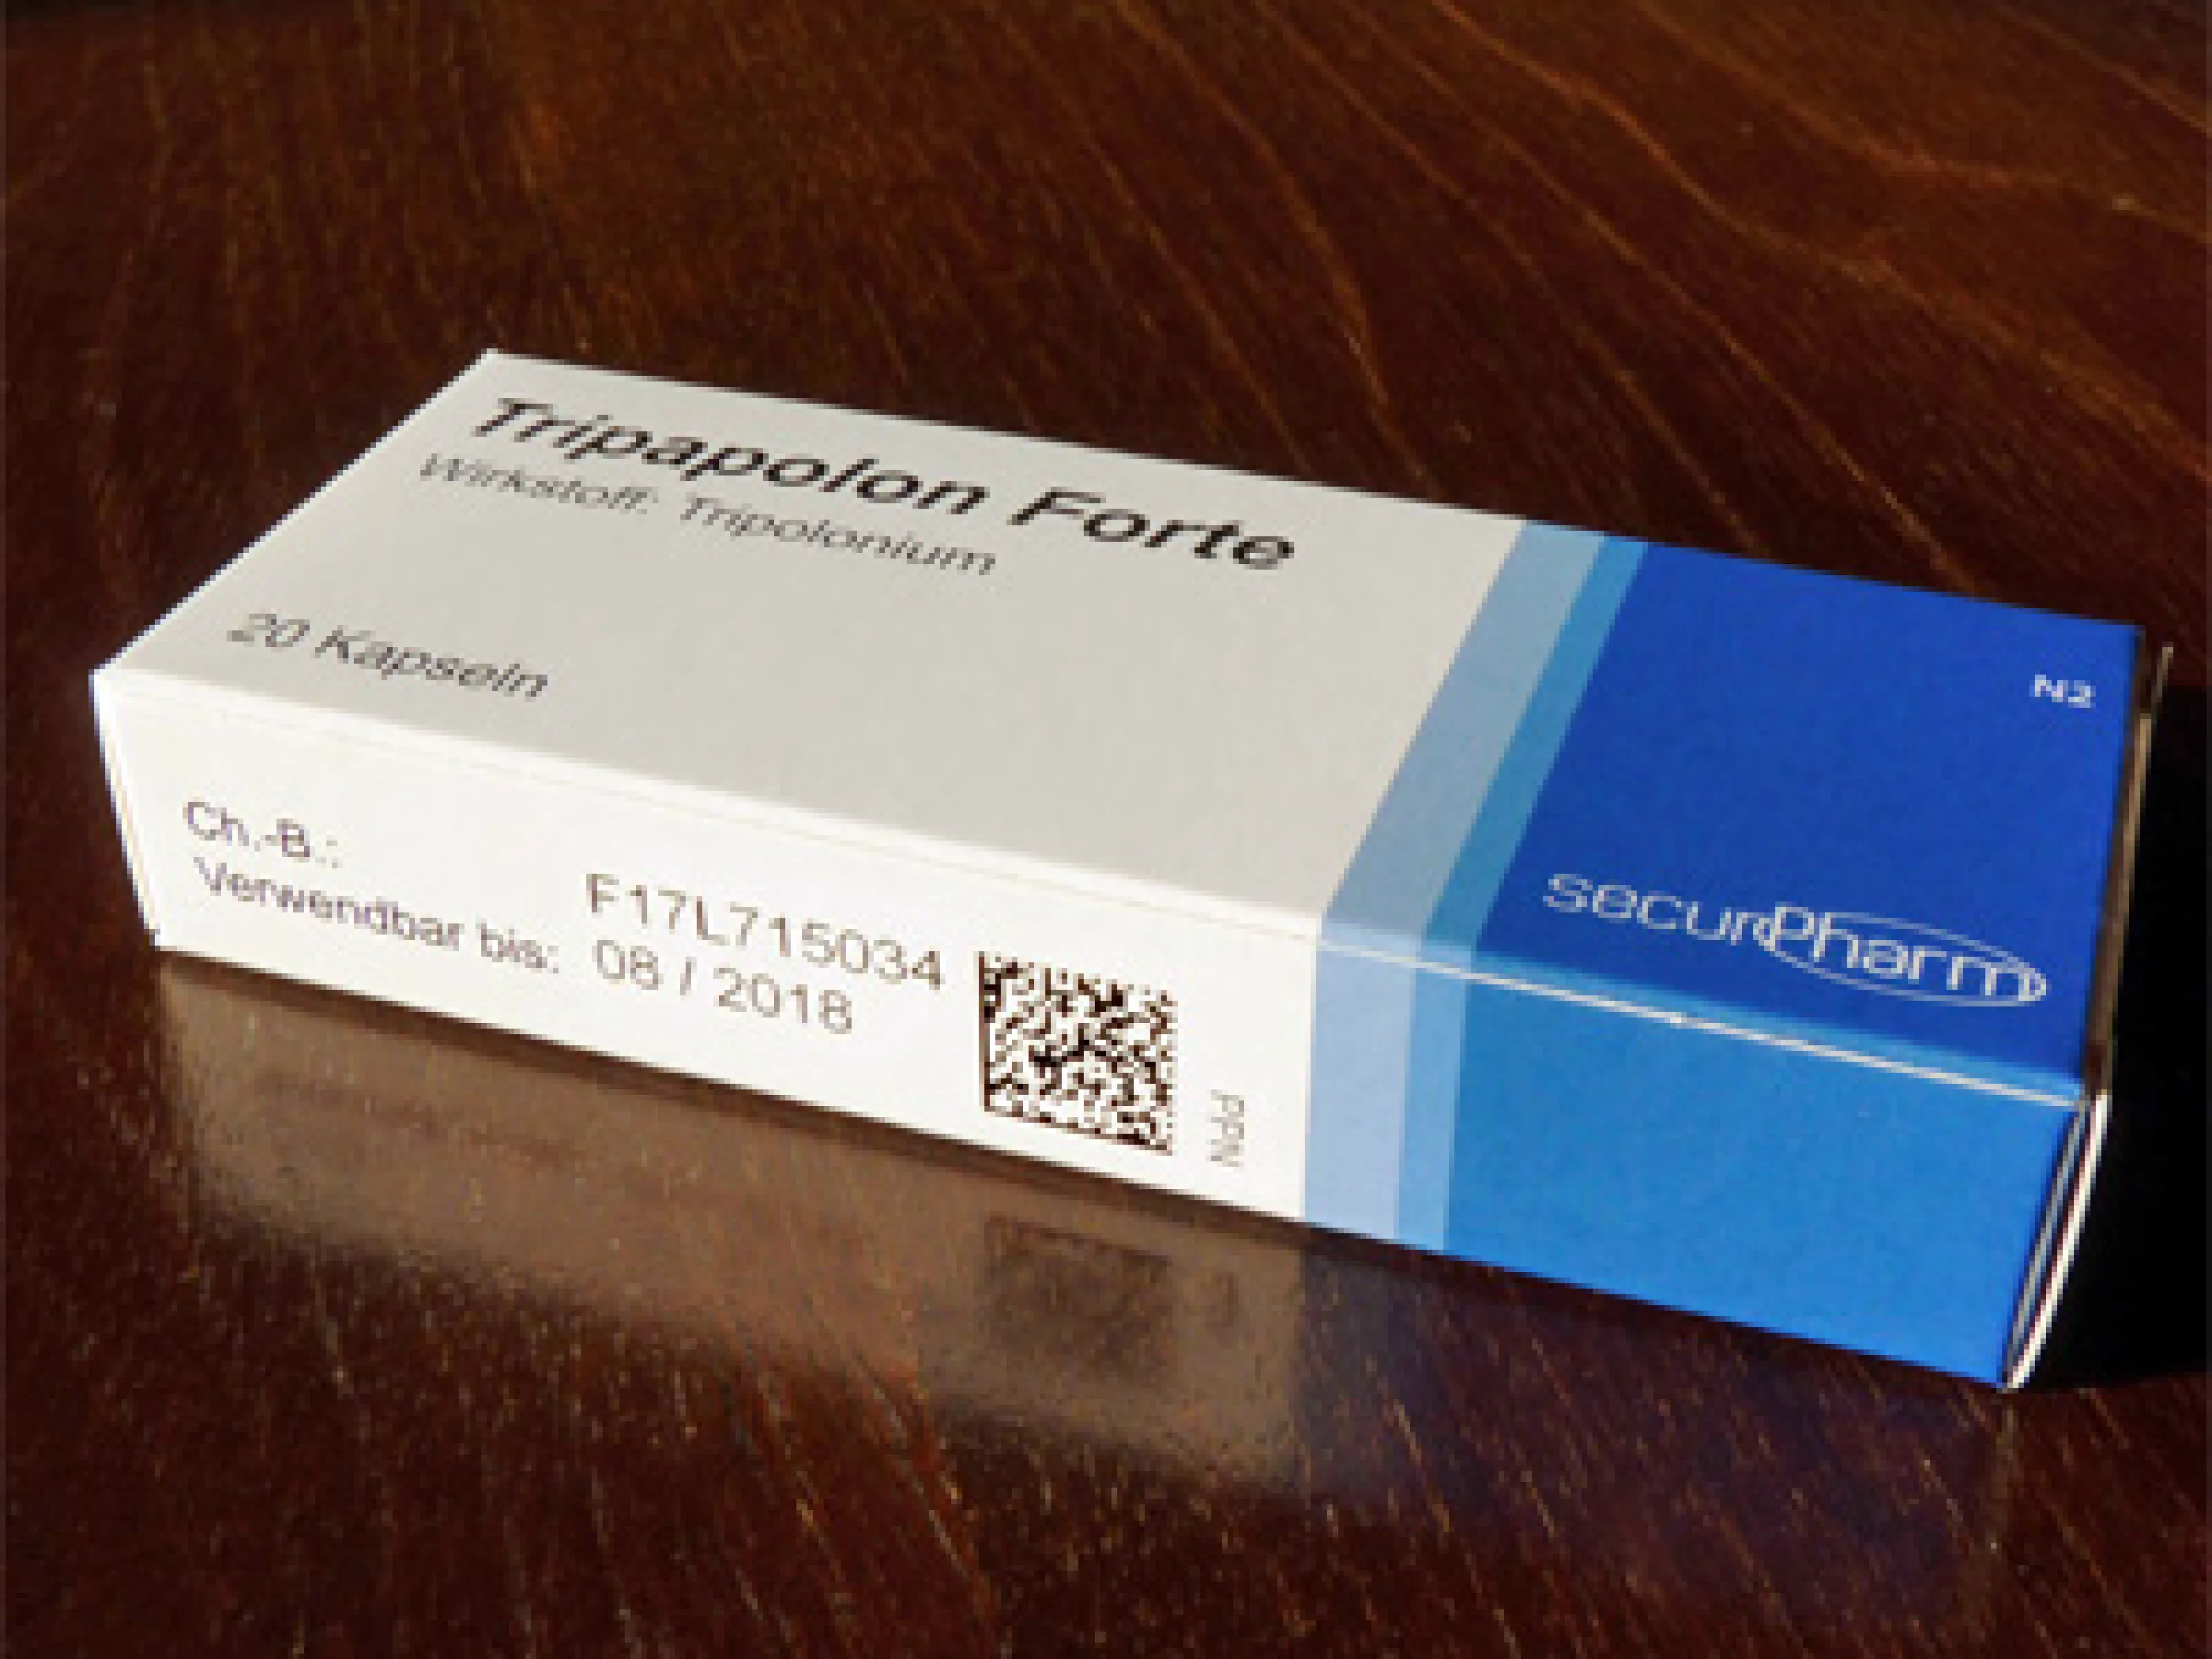 Tripapolon Forte
Wirkstoff: Tripolonium
20 Kapseln
N2
securPharm
Ch.-B.: F17L715034
Verwendbar bis: 08 / 2018
PPN